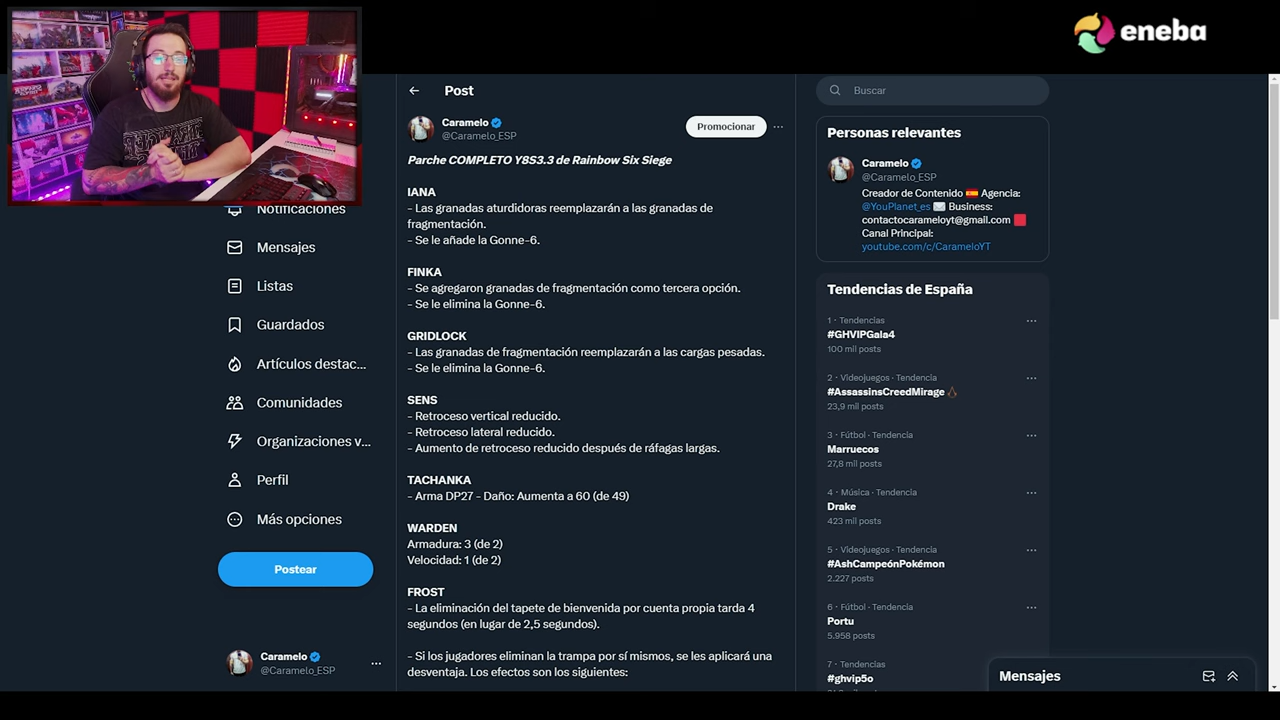 eneba
Post
Buscar
Caramelo
@Caramelo_ESP
Promocionar
Parche COMPLETO Y8S3.3 de Rainbow Six Siege
IANA
- Las granadas aturdidoras reemplazarán a las granadas de
fragmentación.
- Se le añade la Gonne-6.
FINKA
- Se agregaron granadas de fragmentación como tercera opción.
- Se le elimina la Gonne-6.
GRIDLOCK
- Las granadas de fragmentación reemplazarán a las cargas pesadas.
- Se le elimina la Gonne-6.
SENS
- Retroceso vertical reducido.
- Retroceso lateral reducido.
- Aumento de retroceso reducido después de ráfagas largas.
TACHANKA
- Arma DP27 - Daño: Aumenta a 60 (de 49)
WARDEN
Armadura: 3 (de 2)
Velocidad: 1 (de 2)
FROST
- La eliminación del tapete de bienvenida por cuenta propia tarda 4
segundos (en lugar de 2,5 segundos).
- Si los jugadores eliminan la trampa por sí mismos, se les aplicará una
desventaja. Los efectos son los siguientes:
Notificaciones
Mensajes
Listas
Guardados
Artículos destac...
Comunidades
Organizaciones v...
Perfil
Más opciones
Postear
Caramelo
@Caramelo_ESP
Personas relevantes
Caramelo
@Caramelo_ESP
Creador de Contenido 🇪🇸 Agencia:
@YouPlanet_es ✉️ Business:
contactocarameloyt@gmail.com 🟥
Canal Principal:
youtube.com/c/CarameloYT
Tendencias de España
1 · Tendencias
#GHVIPGala4
100 mil posts
2 · Videojuegos · Tendencia
#AssassinsCreedMirage
23,9 mil posts
3 · Fútbol · Tendencia
Marruecos
27,8 mil posts
4 · Música · Tendencia
Drake
423 mil posts
5 · Videojuegos · Tendencia
#AshCampeónPokémon
2.227 posts
6 · Fútbol · Tendencia
Portu
5.958 posts
7 · Tendencias
#ghvip5o
Mensajes